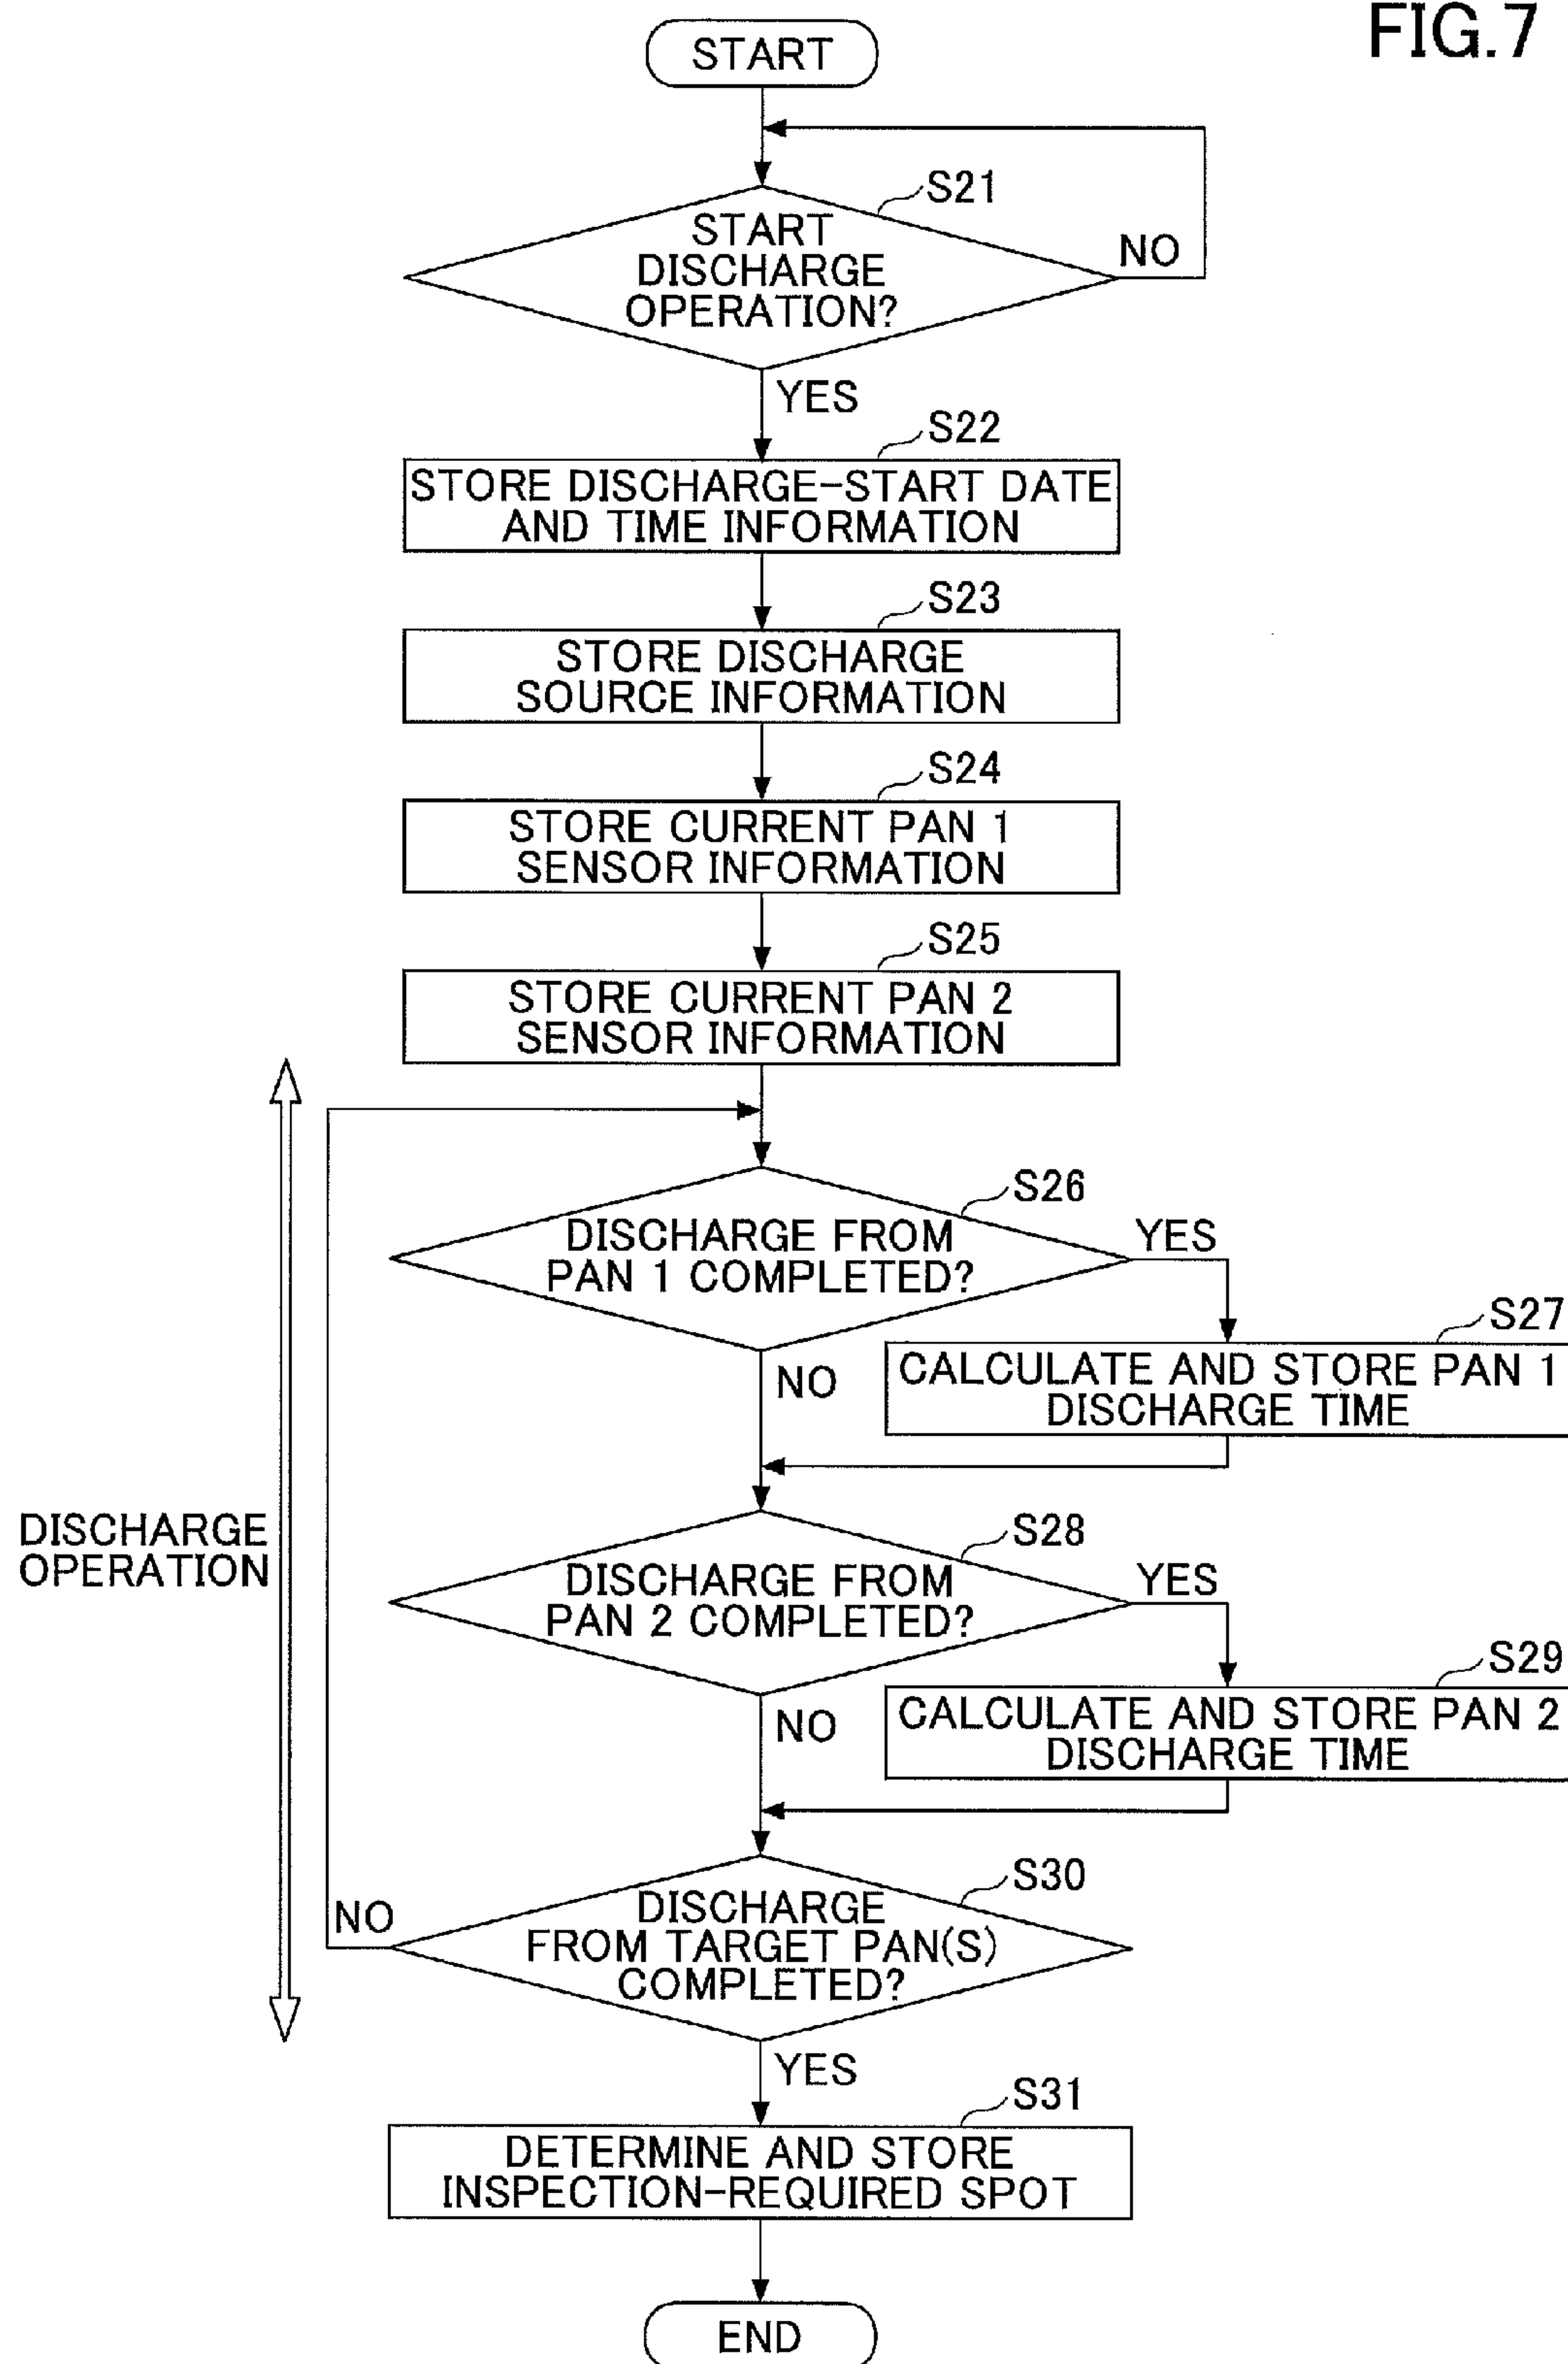 FIG.7
START
S21
START
DISCHARGE
OPERATION?
NO
YES
S22
STORE DISCHARGE-START DATE
AND TIME INFORMATION
S23
STORE DISCHARGE
SOURCE INFORMATION
S24
STORE CURRENT PAN 1
SENSOR INFORMATION
S25
STORE CURRENT PAN 2
SENSOR INFORMATION
S26
DISCHARGE FROM
PAN 1 COMPLETED?
YES
NO
S27
CALCULATE AND STORE PAN 1
DISCHARGE TIME
DISCHARGE
OPERATION
S28
DISCHARGE FROM
PAN 2 COMPLETED?
YES
NO
S29
CALCULATE AND STORE PAN 2
DISCHARGE TIME
S30
DISCHARGE
FROM TARGET PAN(S)
COMPLETED?
NO
YES
S31
DETERMINE AND STORE
INSPECTION-REQUIRED SPOT
END